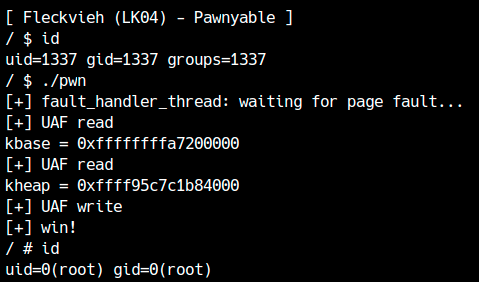 [ Fleckvieh (LK04) - Pawnyable ]
/ $ id
uid=1337 gid=1337 groups=1337
/ $ ./pwn
[+] fault_handler_thread: waiting for page fault...
[+] UAF read
kbase = 0xffffffffa7200000
[+] UAF read
kheap = 0xffff95c7c1b84000
[+] UAF write
[+] win!
/ # id
uid=0(root) gid=0(root)